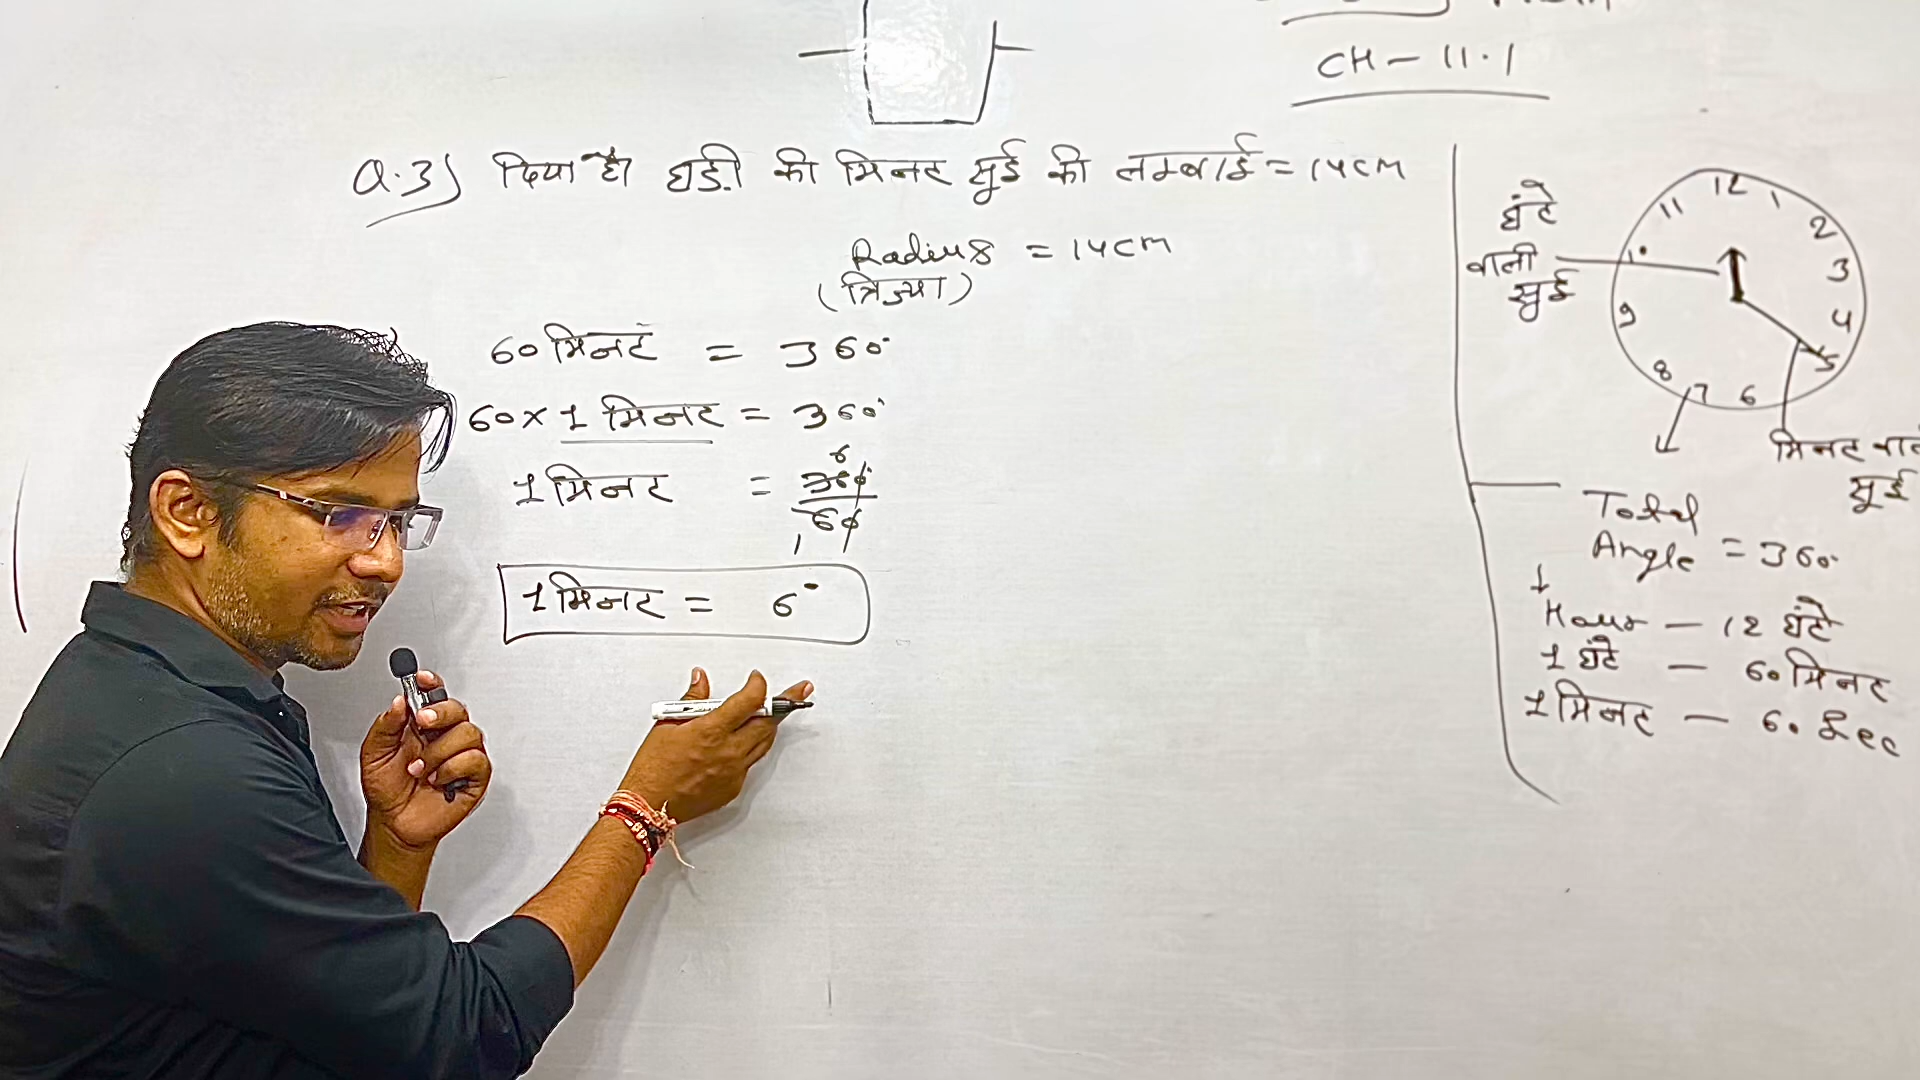 CH - 11.1
Q.3) दिया है। घड़ी की मिनट सुई की लम्बाई = 14cm
Radius = 14cm
(त्रिज्या)
60 मिनट = 360°
60 × 1 मिनट = 360°
1 मिनट = 360° 6
60 1
1 मिनट = 6°
12
11 1
2
3
4
5
6
7
8
9
घंटे
वाली
सुई
मिनट
सुई
Total
Angle = 360°
↓
Hour - 12 घंटे
1 घंटे - 60 मिनट
1 मिनट - 60 Sec